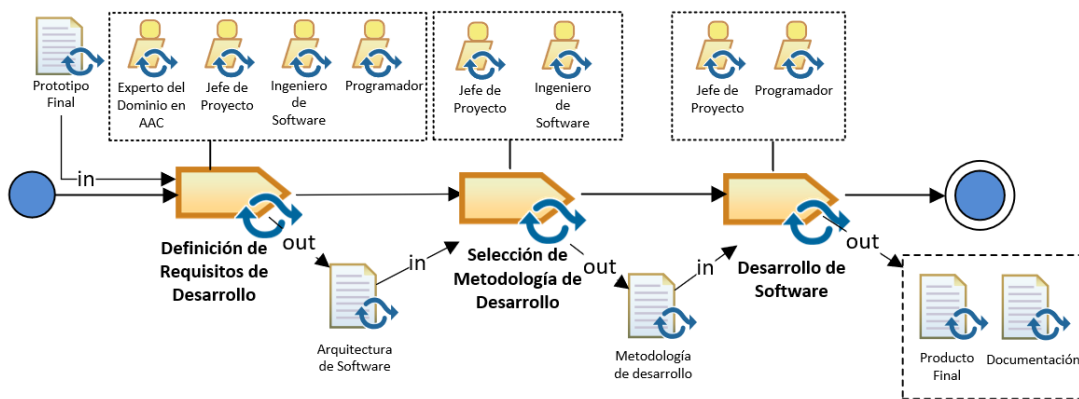 Prototipo
Final
Experto del
Dominio en
AAC
Jefe de
Proyecto
Ingeniero
de
Software
Programador
Jefe de
Proyecto
Ingeniero
de
Software
Jefe de
Proyecto
Programador
in
Definición de
Requisitos de
Desarrollo
out
Arquitectura
de Software
in
Selección de
Metodología de
Desarrollo
out
Metodología
de desarrollo
in
Desarrollo de
Software
out
Producto
Final
Documentación